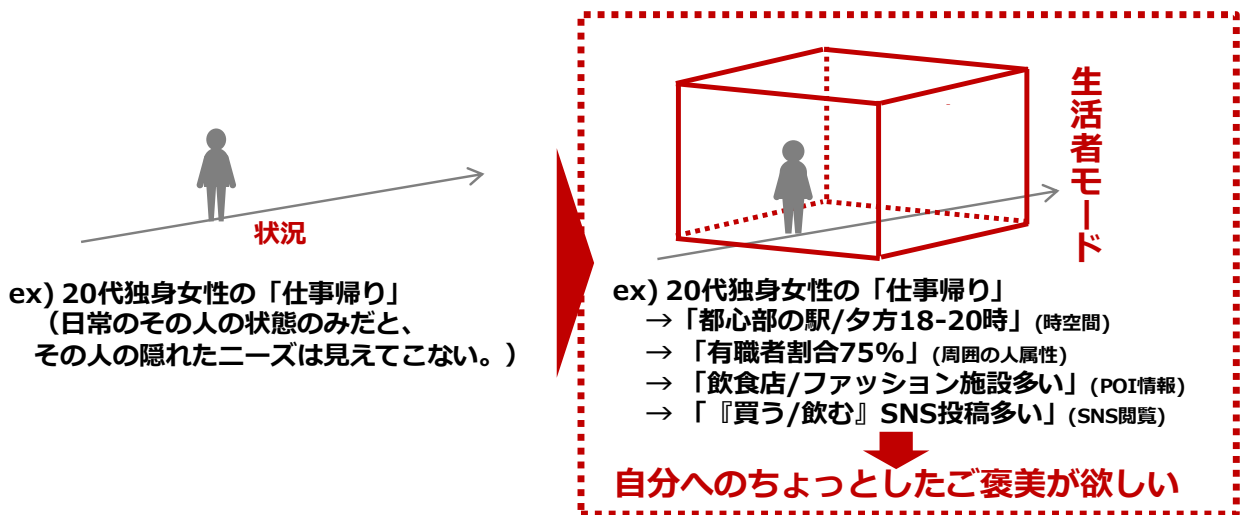 状況
ex) 20代独身女性の「仕事帰り」
（日常のその人の状態のみだと、
その人の隠れたニーズは見えてこない。）
生活者モード
ex) 20代独身女性の「仕事帰り」
→「都心部の駅/夕方18-20時」(時空間)
→ 「有職者割合75%」(周囲の人属性)
→ 「飲食店/ファッション施設多い」(POI情報)
→ 「『買う/飲む』SNS投稿多い」(SNS閲覧)
自分へのちょっとしたご褒美が欲しい